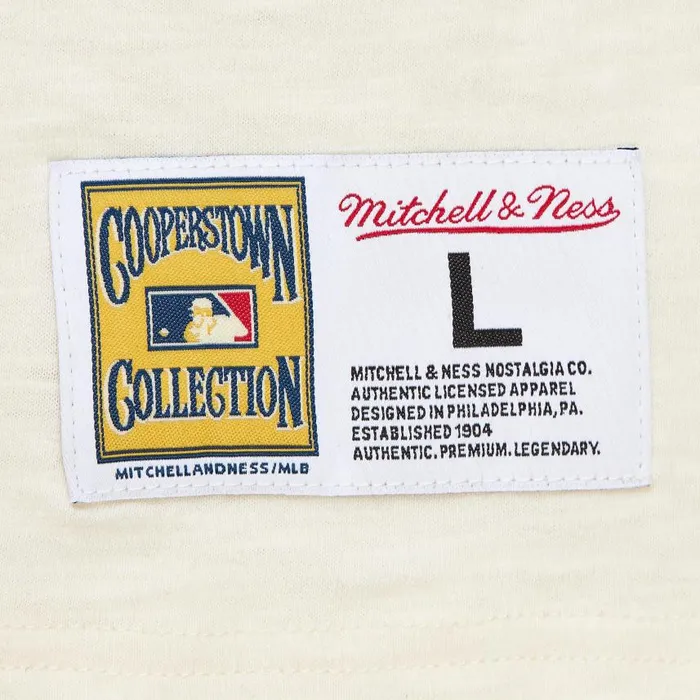 COOPERSTOWN
COLLECTION
MITCHELLANDNESS/MLB
Mitchell & Ness
L
MITCHELL & NESS NOSTALGIA CO.
AUTHENTIC LICENSED APPAREL
DESIGNED IN PHILADELPHIA, PA.
ESTABLISHED 1904
AUTHENTIC. PREMIUM. LEGENDARY.